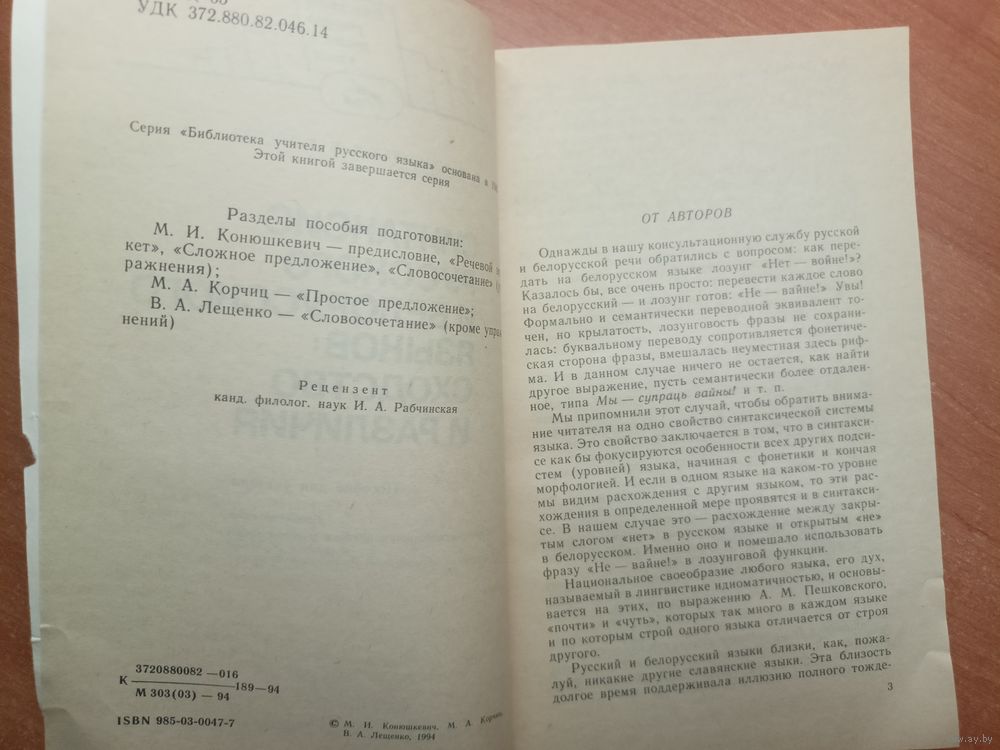 УДК 372.880.82.046.14
Серия «Библиотека учителя русского языка» основана в
Этой книгой завершается серия
Разделы пособия подготовили:
М. И. Конюшкевич — предисловие, «Речевой
кет», «Сложное предложение», «Словосочетание»
ражнения);
М. А. Корчиц — «Простое предложение»;
В. А. Лещенко — «Словосочетание» (кроме упраж
нений)
Рецензент
канд. филолог. наук И. А. Рабчинская
К 3720880082 —016
М 303(03) — 94 189—94
ISBN 985-03-0047-7
© М. И. Конюшкевич, М. А. Корчиц,
В. А. Лещенко, 1994
ОТ АВТОРОВ
Однажды в нашу консультационную службу русской
и белорусской речи обратились с вопросом: как пере-
дать на белорусском языке лозунг «Нет — войне!»?
Казалось бы, все очень просто: перевести каждое слово
на белорусский — и лозунг готов: «Не — вайне!» Увы!
Формально и семантически переводной эквивалент то-
чен, но крылатость, лозунговость фразы не сохрани-
лась: буквальному переводу сопротивляется фонетиче-
ская сторона фразы, вмешалась неуместная здесь риф-
ма. И в данном случае ничего не остается, как найти
другое выражение, пусть семантически более отдален-
ное, типа Мы — супраць вайны! и т. п.
Мы припомнили этот случай, чтобы обратить внима-
ние читателя на одно свойство синтаксической системы
языка. Это свойство заключается в том, что в синтакси-
се как бы фокусируются особенности всех других подси-
стем (уровней) языка, начиная с фонетики и кончая
морфологией. И если в одном языке на каком-то уровне
мы видим расхождения с другим языком, то эти рас-
хождения в определенной мере проявятся и в синтакси-
се. В нашем случае это — расхождение между закры-
тым слогом «нет» в русском языке и открытым «не»
в белорусском. Именно оно и помешало использовать
фразу «Не — вайне!» в лозунговой функции.
Национальное своеобразие любого языка, его дух,
называемый в лингвистике идиоматичностью, и основы-
вается на этих, по выражению А. М. Пешковского,
«почти» и «чуть», которых так много в каждом языке
и по которым строй одного языка отличается от строя
другого.
Русский и белорусский языки близки, как, пожа-
луй, никакие другие славянские языки. Эта близость
долгое время поддерживала иллюзию полного тожде-
3
www.ay.by